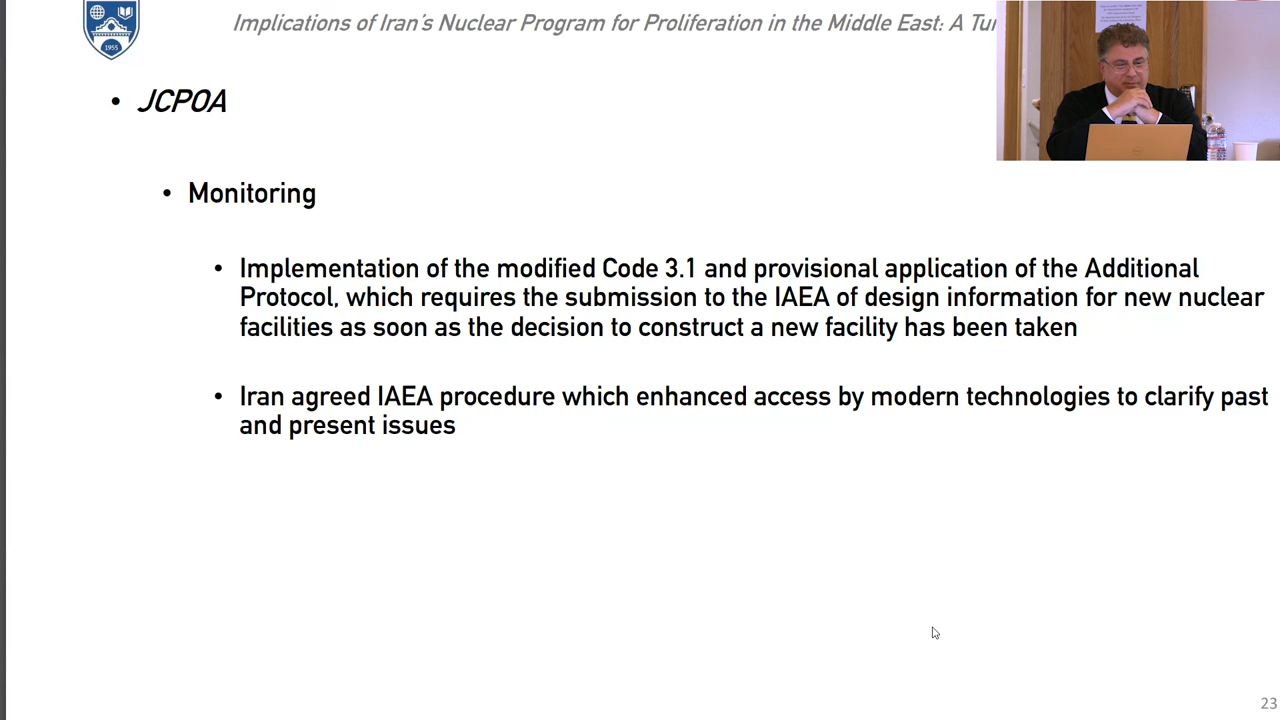 1955
Implications of Iran's Nuclear Program for Proliferation in the Middle East: A Tur
• JCPOA
• Monitoring
• Implementation of the modified Code 3.1 and provisional application of the Additional
Protocol, which requires the submission to the IAEA of design information for new nuclear
facilities as soon as the decision to construct a new facility has been taken
• Iran agreed IAEA procedure which enhanced access by modern technologies to clarify past
and present issues
23